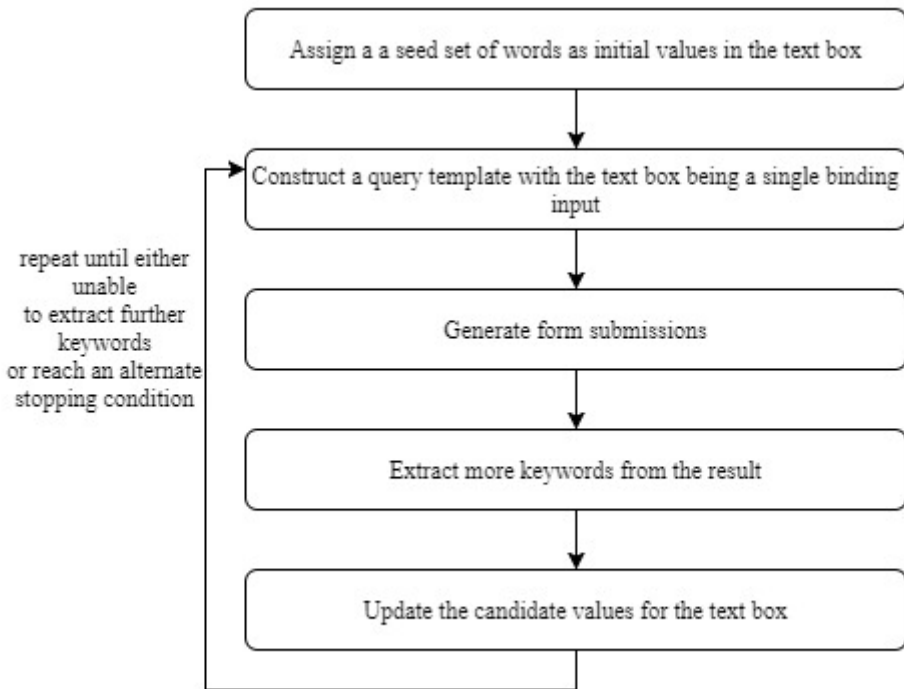 Assign a a seed set of words as initial values in the text box
Construct a query template with the text box being a single binding
input
repeat until either
unable
to extract further
keywords
or reach an alternate
stopping condition
Generate form submissions
Extract more keywords from the result
Update the candidate values for the text box